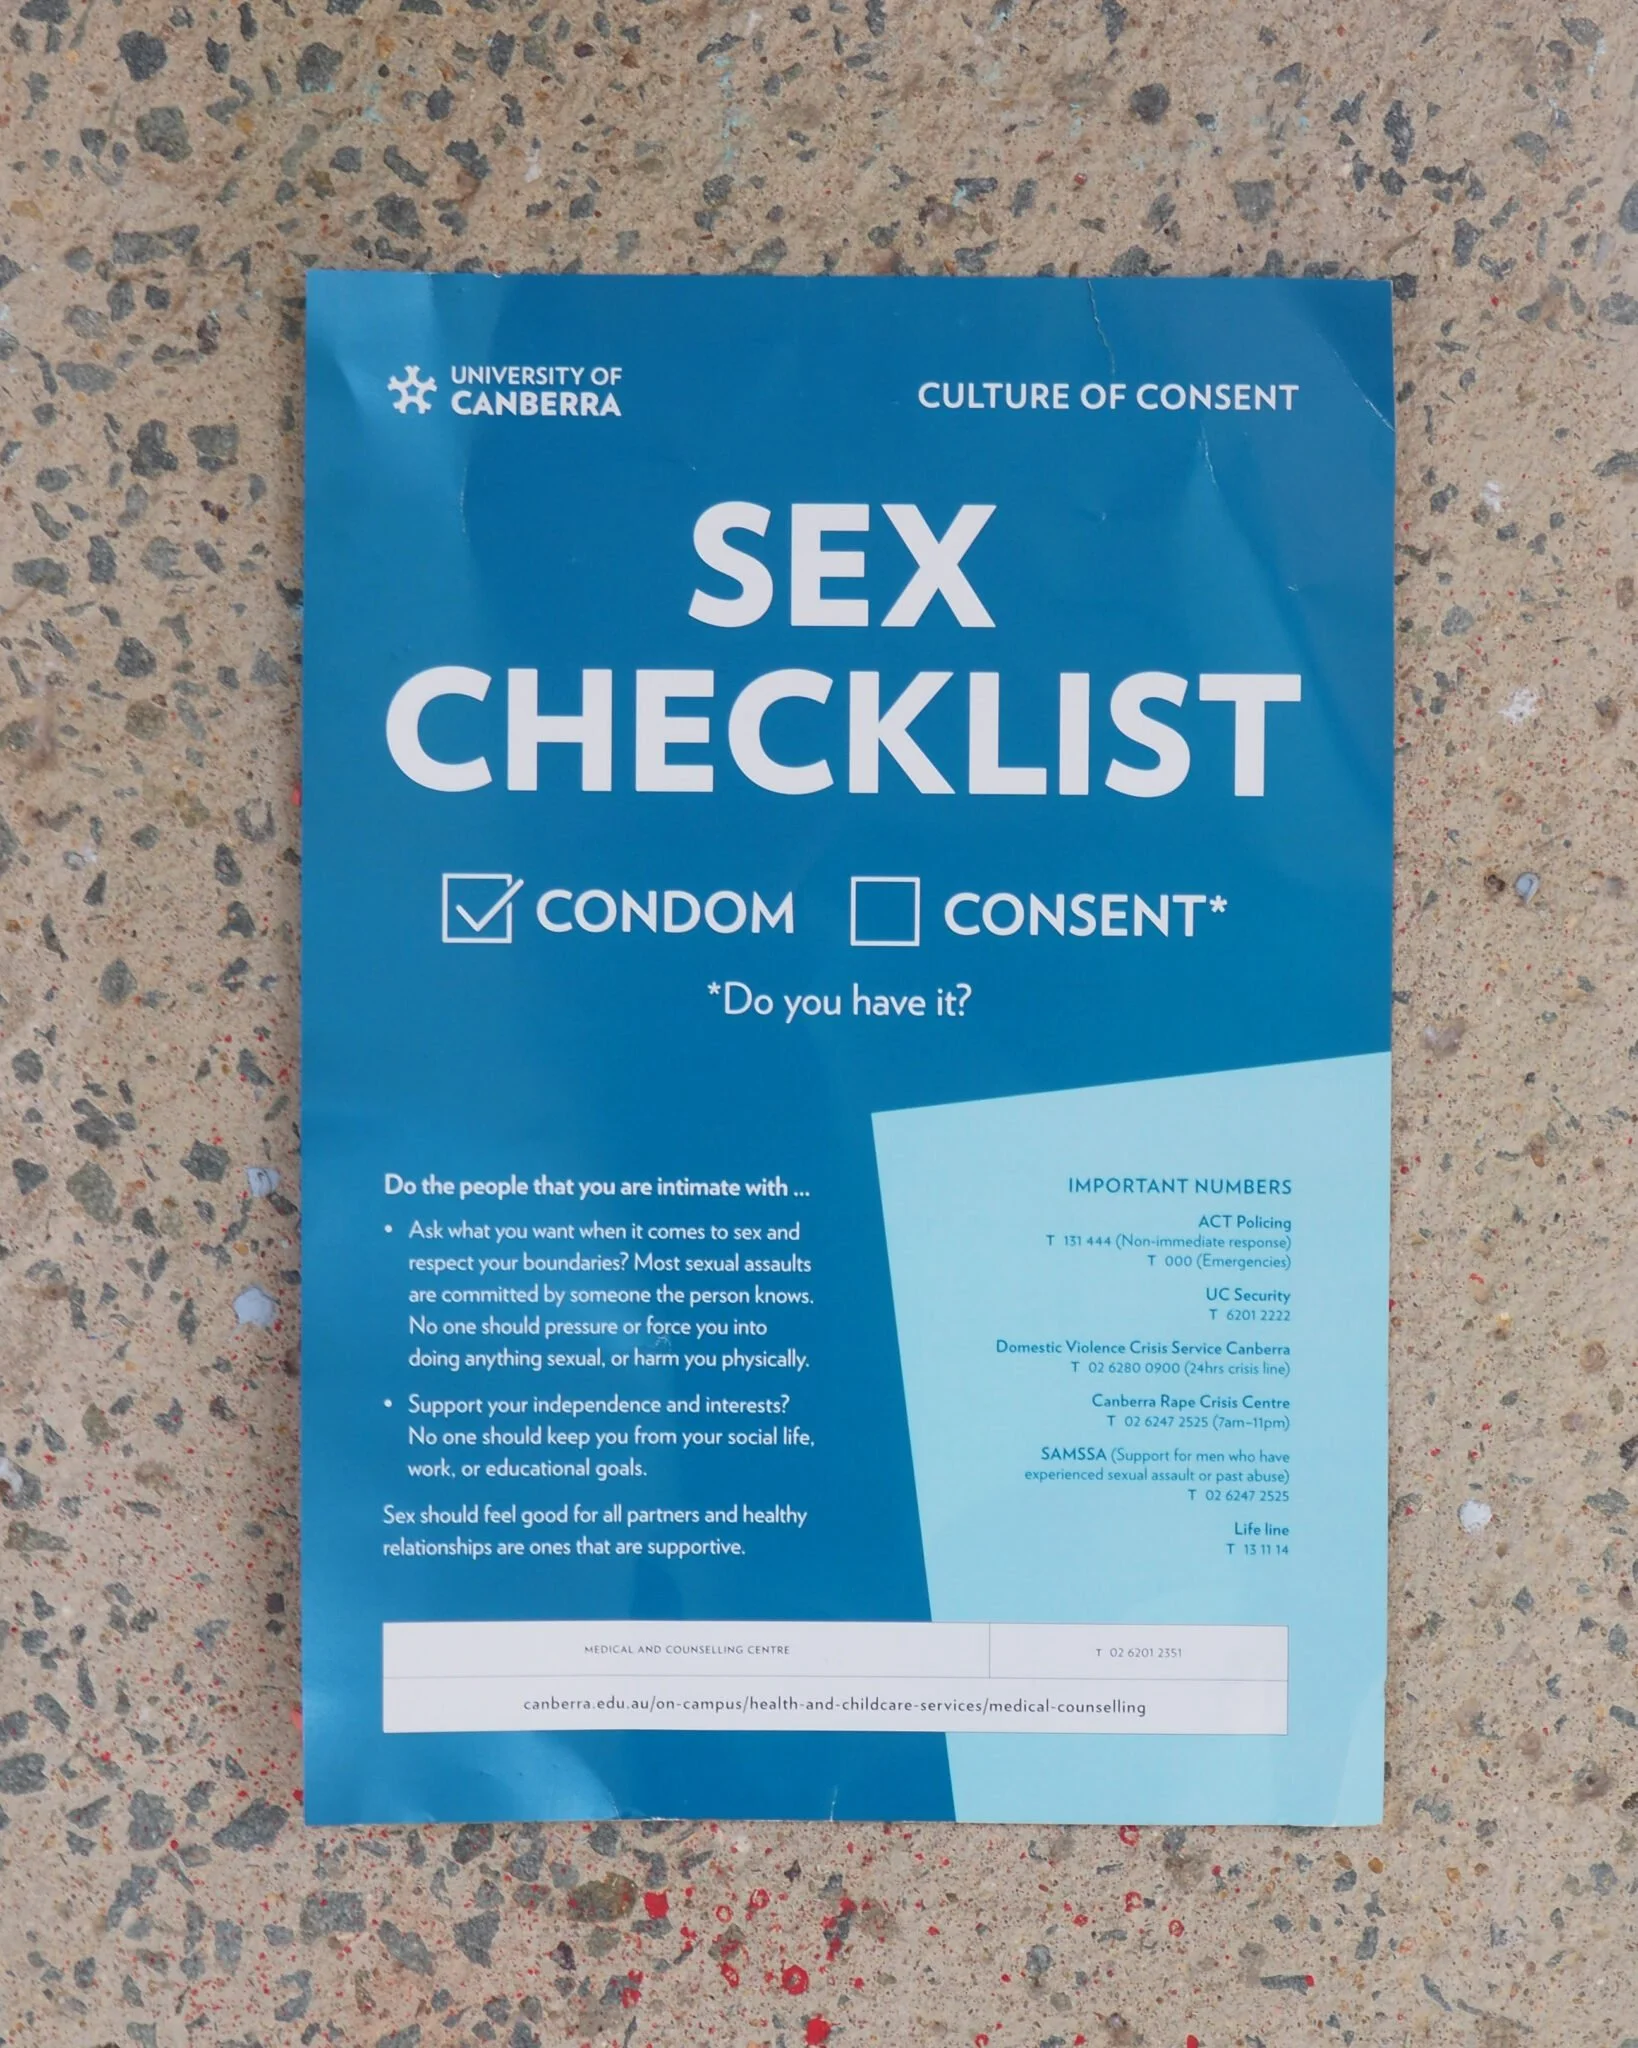 UNIVERSITY OF
CANBERRA
CULTURE OF CONSENT
SEX
CHECKLIST
CONDOM CONSENT*
*Do you have it?
Do the people that you are intimate with ...
• Ask what you want when it comes to sex and
respect your boundaries? Most sexual assaults
are committed by someone the person knows.
No one should pressure or force you into
doing anything sexual, or harm you physically.
• Support your independence and interests?
No one should keep you from your social life,
work, or educational goals.
Sex should feel good for all partners and healthy
relationships are ones that are supportive.
IMPORTANT NUMBERS
ACT Policing
T 131 444 (Non-immediate response)
T 000 (Emergencies)
UC Security
T 6201 2222
Domestic Violence Crisis Service Canberra
T 02 6280 0900 (24hrs crisis line)
Canberra Rape Crisis Centre
T 02 6247 2525 (7am–11pm)
SAMSSA (Support for men who have
experienced sexual assault or past abuse)
T 02 6247 2525
Life line
T 13 11 14
MEDICAL AND COUNSELLING CENTRE
T 02 6201 2351
canberra.edu.au/on-campus/health-and-childcare-services/medical-counselling